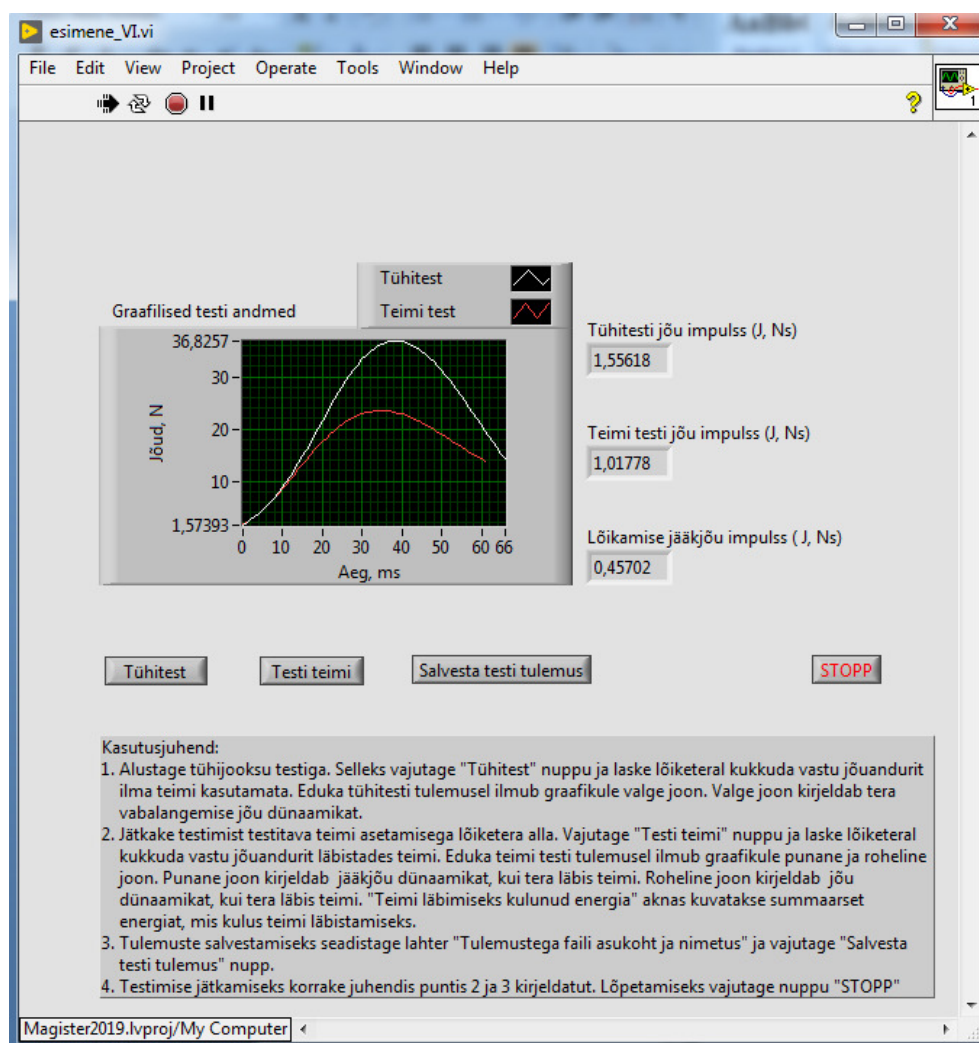 esimene_VI.vi
File Edit View Project Operate Tools Window Help
1
Tühitest
Graafilised testi andmed
Teimi test
36,8257
30
20
10
1,57393
Jõud, N
0 10 20 30 40 50 60 66
Aeg, ms
Tühitesti jõu impulss (J, Ns)
1,55618
Teimi testi jõu impulss (J, Ns)
1,01778
Lõikamise jääkjõu impulss ( J, Ns)
0,45702
Tühitest
Testi teimi
Salvesta testi tulemus
STOPP
Kasutusjuhend:
1. Alustage tühijooksu testiga. Selleks vajutage "Tühitest" nuppu ja laske lõiketeral kukkuda vastu jõuandurit
ilma teimi kasutamata. Eduka tühitesti tulemusel ilmub graafikule valge joon. Valge joon kirjeldab tera
vabalangemise jõu dünaamikat.
2. Jätkake testimist testitava teimi asetamisega lõiketera alla. Vajutage "Testi teimi" nuppu ja laske lõiketeral
kukkuda vastu jõuandurit läbistades teimi. Eduka teimi testi tulemusel ilmub graafikule punane ja roheline
joon. Punane joon kirjeldab jääkjõu dünaamikat, kui tera läbis teimi. Roheline joon kirjeldab jõu
dünaamikat, kui tera läbis teimi. "Teimi läbimiseks kulunud energia" aknas kuvatakse summaarset
energiat, mis kulus teimi läbistamiseks.
3. Tulemuste salvestamiseks seadistage lahter "Tulemustega faili asukoht ja nimetus" ja vajutage "Salvesta
testi tulemus" nupp.
4. Testimise jätkamiseks korrake juhendis puntis 2 ja 3 kirjeldatut. Lõpetamiseks vajutage nuppu "STOPP"
Magister2019.lvproj/My Computer